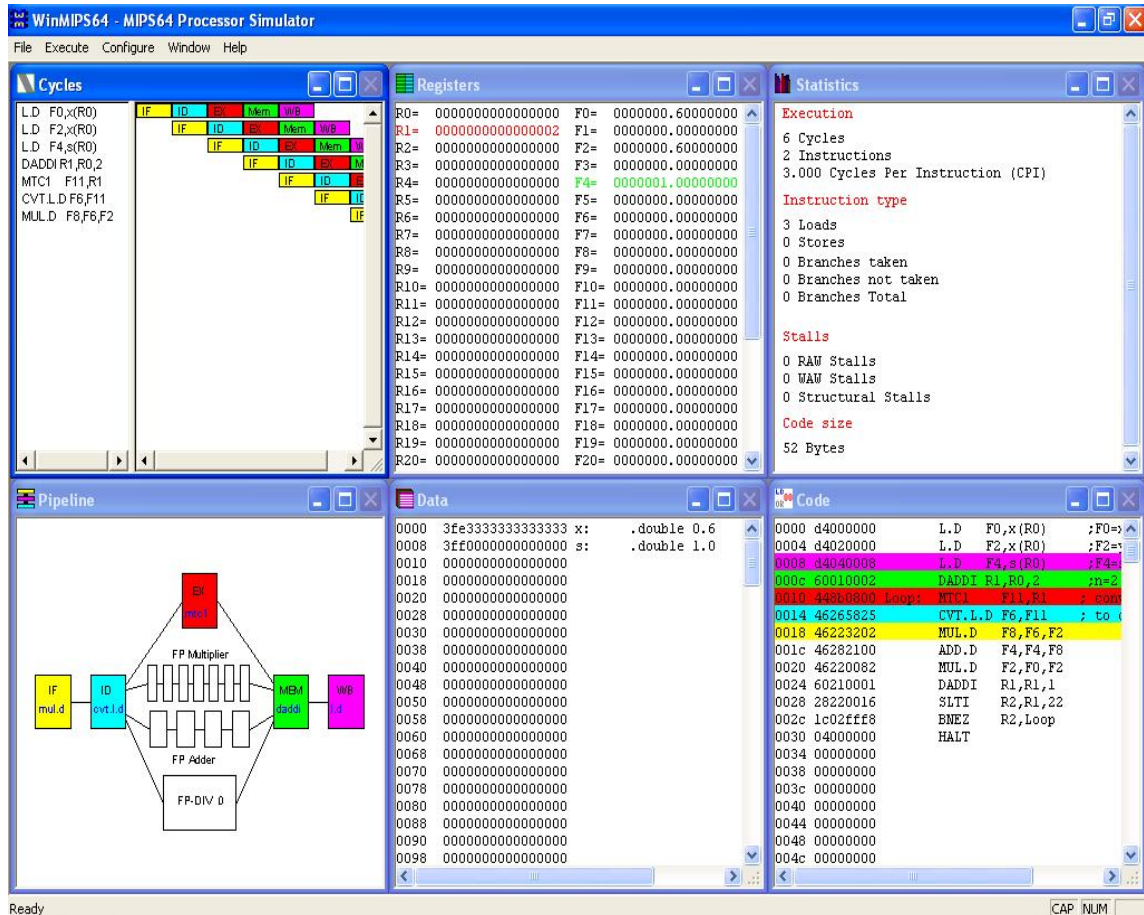 WinMIPS64 - MIPS64 Processor Simulator
File Execute Configure Window Help
Cycles
L.D F0,x(R0)
L.D F2,x(R0)
L.D F4,s(R0)
DADDI R1,R0,2
MTC1 F11,R1
CVT.L.D F6,F11
MUL.D F8,F6,F2
IF ID EX Mem WB
IF ID EX Mem WB
IF ID EX Mem
IF ID EX
IF ID
IF
IF
Registers
R0= 0000000000000000 F0= 0000000.60000000
R1= 0000000000000002 F1= 0000000.00000000
R2= 0000000000000000 F2= 0000000.60000000
R3= 0000000000000000 F3= 0000000.00000000
R4= 0000000000000000 F4= 0000001.00000000
R5= 0000000000000000 F5= 0000000.00000000
R6= 0000000000000000 F6= 0000000.00000000
R7= 0000000000000000 F7= 0000000.00000000
R8= 0000000000000000 F8= 0000000.00000000
R9= 0000000000000000 F9= 0000000.00000000
R10= 0000000000000000 F10= 0000000.00000000
R11= 0000000000000000 F11= 0000000.00000000
R12= 0000000000000000 F12= 0000000.00000000
R13= 0000000000000000 F13= 0000000.00000000
R14= 0000000000000000 F14= 0000000.00000000
R15= 0000000000000000 F15= 0000000.00000000
R16= 0000000000000000 F16= 0000000.00000000
R17= 0000000000000000 F17= 0000000.00000000
R18= 0000000000000000 F18= 0000000.00000000
R19= 0000000000000000 F19= 0000000.00000000
R20= 0000000000000000 F20= 0000000.00000000
Statistics
Execution
6 Cycles
2 Instructions
3.000 Cycles Per Instruction (CPI)
Instruction type
3 Loads
0 Stores
0 Branches taken
0 Branches not taken
0 Branches Total
Stalls
0 RAW Stalls
0 WAW Stalls
0 Structural Stalls
Code size
52 Bytes
Pipeline
EX
mtc1
FP Multiplier
IF
mul.d
ID
cvt.l.d
MEM
daddi
WB
l.d
FP Adder
FP-DIV 0
Data
0000 3fe3333333333333 x: .double 0.6
0008 3ff0000000000000 s: .double 1.0
0010 0000000000000000
0018 0000000000000000
0020 0000000000000000
0028 0000000000000000
0030 0000000000000000
0038 0000000000000000
0040 0000000000000000
0048 0000000000000000
0050 0000000000000000
0058 0000000000000000
0060 0000000000000000
0068 0000000000000000
0070 0000000000000000
0078 0000000000000000
0080 0000000000000000
0088 0000000000000000
0090 0000000000000000
0098 0000000000000000
Code
0000 d4000000 L.D F0,x(R0) ;F0=
0004 d4020000 L.D F2,x(R0) ;F2=
0008 d4040008 L.D F4,s(R0) ;F4=
000c 60010002 DADDI R1,R0,2 ;n=2
0010 448b0800 Loop: MTC1 F11,R1 ; conv
0014 46265825 CVT.L.D F6,F11 ; to
0018 46223202 MUL.D F8,F6,F2
001c 46282100 ADD.D F4,F4,F8
0020 46220082 MUL.D F2,F0,F2
0024 60210001 DADDI R1,R1,1
0028 28220016 SLTI R2,R1,22
002c 1c02fff8 BNEZ R2,Loop
0030 04000000 HALT
0034 00000000
0038 00000000
003c 00000000
0040 00000000
0044 00000000
0048 00000000
004c 00000000
Ready
CAP NUM